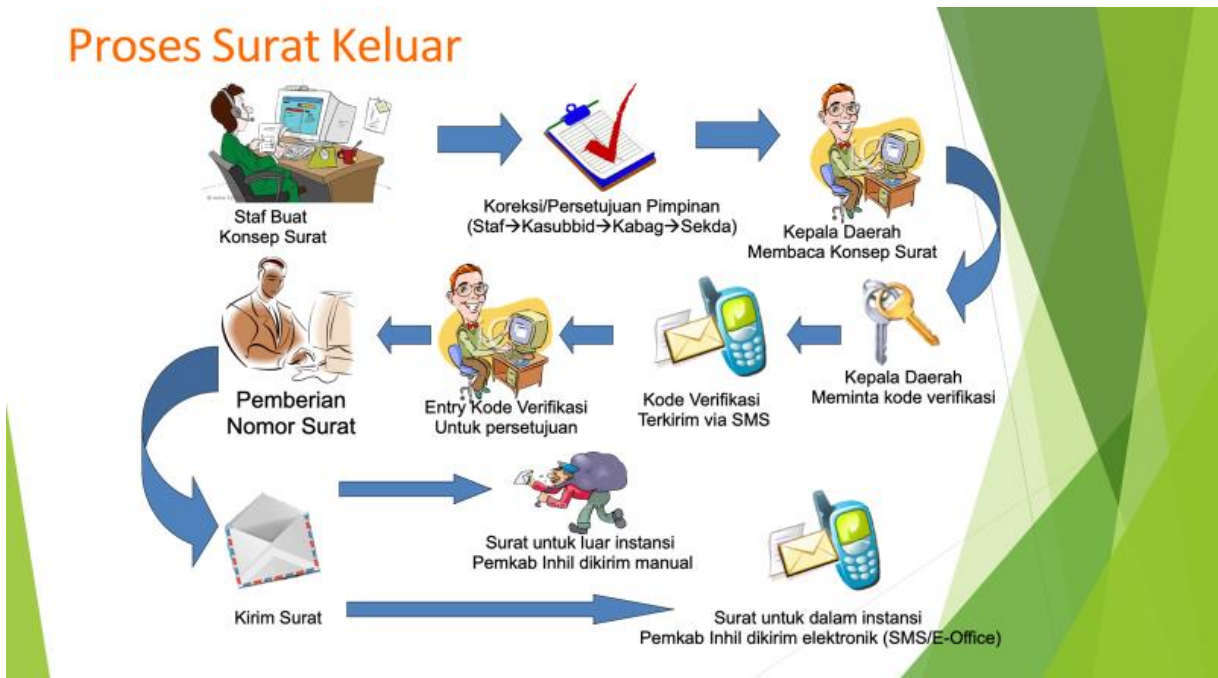 Proses Surat Keluar
Staf Buat
Konsep Surat
Koreksi/Persetujuan Pimpinan
(Staf→Kasubbid→Kabag→Sekda)
Kepala Daerah
Membaca Konsep Surat
Kepala Daerah
Meminta kode verifikasi
Kode Verifikasi
Terkirim via SMS
Entry Kode Verifikasi
Untuk persetujuan
Pemberian
Nomor Surat
Kirim Surat
Surat untuk luar instansi
Pemkab Inhil dikirim manual
Surat untuk dalam instansi
Pemkab Inhil dikirim elektronik (SMS/E-Office)